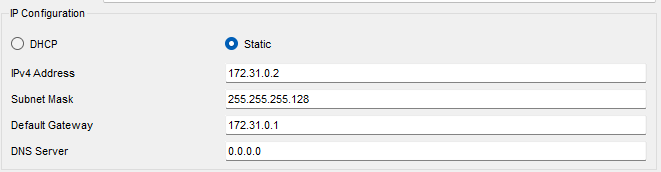 IP Configuration
DHCP Static
IPv4 Address 172.31.0.2
Subnet Mask 255.255.255.128
Default Gateway 172.31.0.1
DNS Server 0.0.0.0